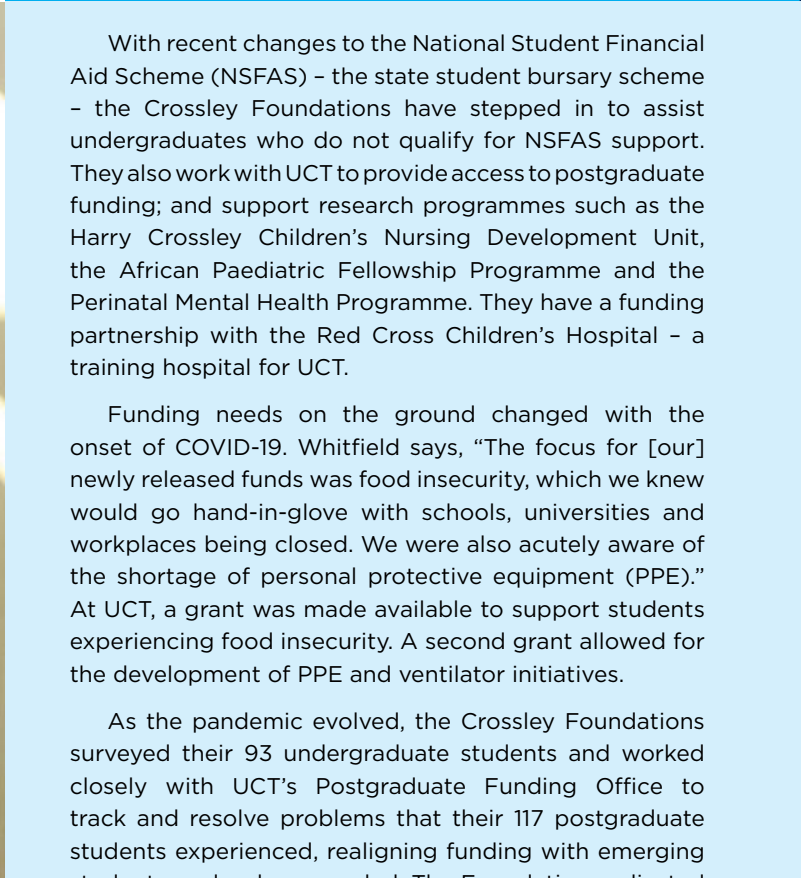 With recent changes to the National Student Financial
Aid Scheme (NSFAS) – the state student bursary scheme
– the Crossley Foundations have stepped in to assist
undergraduates who do not qualify for NSFAS support.
They also work with UCT to provide access to postgraduate
funding; and support research programmes such as the
Harry Crossley Children’s Nursing Development Unit,
the African Paediatric Fellowship Programme and the
Perinatal Mental Health Programme. They have a funding
partnership with the Red Cross Children’s Hospital – a
training hospital for UCT.
Funding needs on the ground changed with the
onset of COVID-19. Whitfield says, “The focus for [our]
newly released funds was food insecurity, which we knew
would go hand-in-glove with schools, universities and
workplaces being closed. We were also acutely aware of
the shortage of personal protective equipment (PPE).”
At UCT, a grant was made available to support students
experiencing food insecurity. A second grant allowed for
the development of PPE and ventilator initiatives.
As the pandemic evolved, the Crossley Foundations
surveyed their 93 undergraduate students and worked
closely with UCT’s Postgraduate Funding Office to
track and resolve problems that their 117 postgraduate
students experienced, realigning funding with emerging